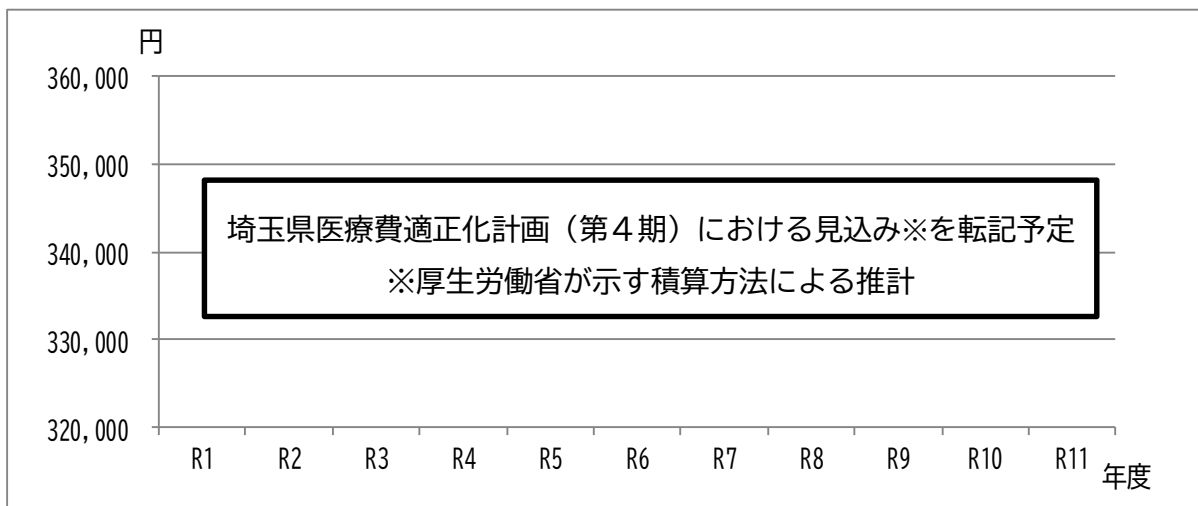 円
360,000
350,000
埼玉県医療費適正化計画（第４期）における見込み※を転記予定
340,000
※厚生労働省が示す積算方法による推計
330,000
320,000
R1 R2 R3 R4 R5 R6 R7 R8 R9 R10 R11
年度